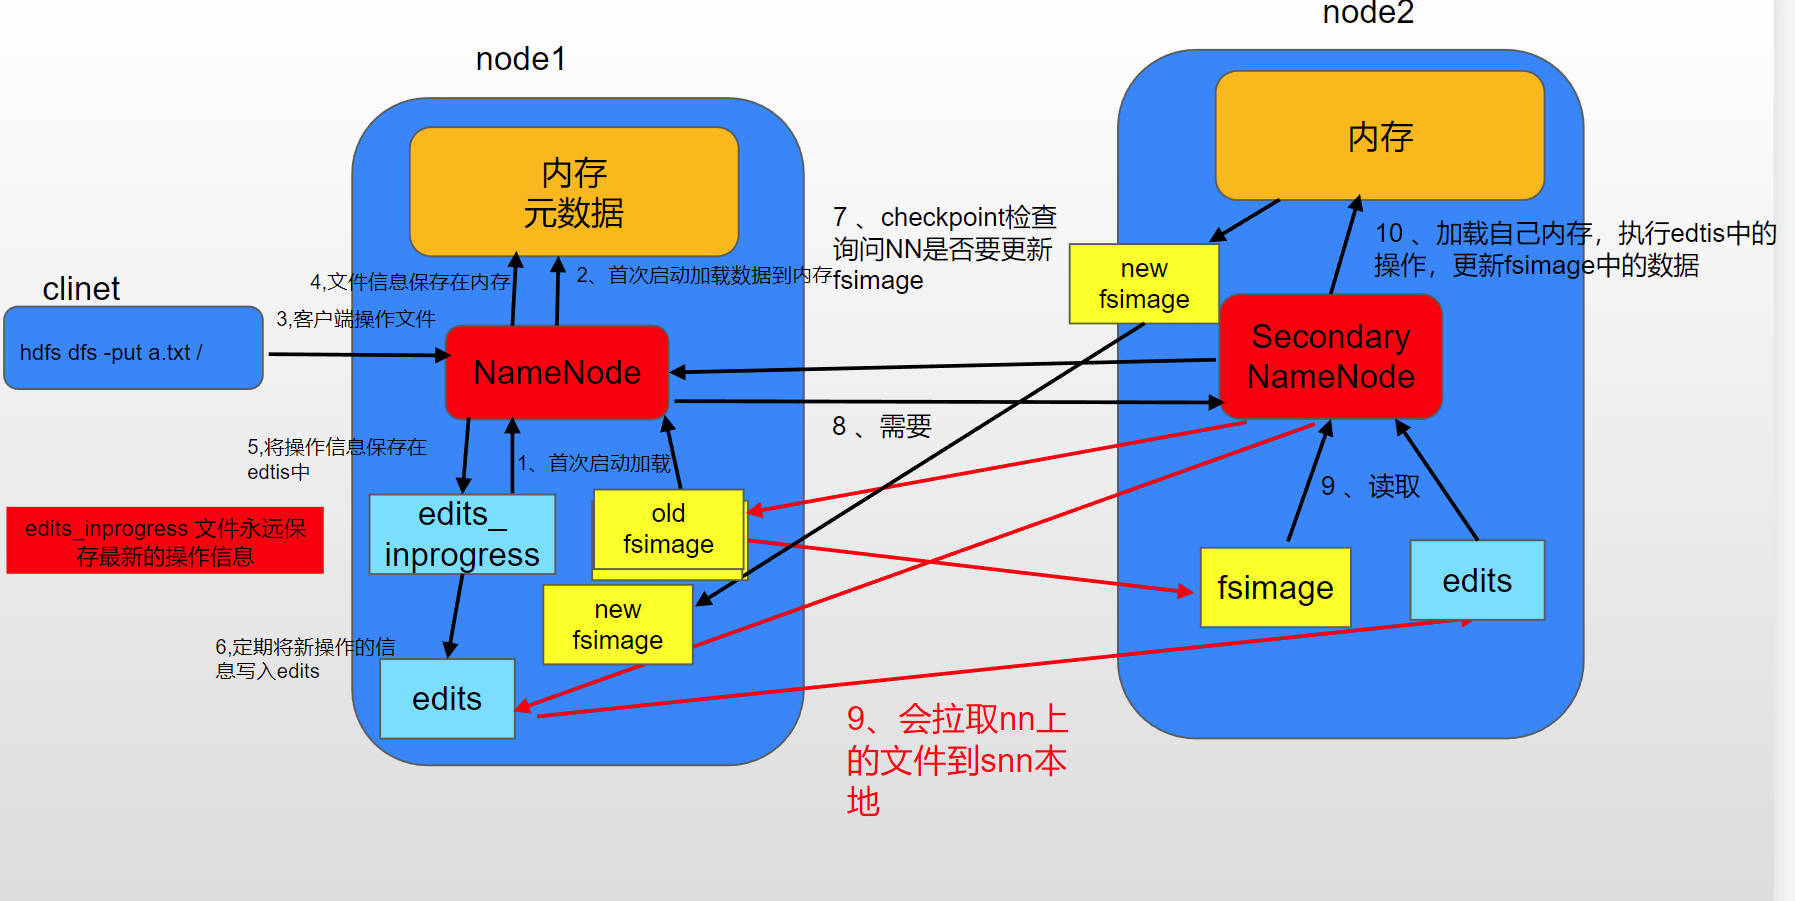 node1
node2
内存
元数据
内存
7 、checkpoint检查
询问NN是否要更新
fsimage
10 、加载自己内存，执行edtis中的
操作，更新fsimage中的数据
new
fsimage
4,文件信息保存在内存
2、首次启动加载数据到内存
clinet
3,客户端操作文件
hdfs dfs -put a.txt /
NameNode
Secondary
NameNode
8 、需要
5,将操作信息保存在
edtis中
1、首次启动加载
9 、读取
edits_inprogress 文件永远保
存最新的操作信息
edits_
inprogress
old
fsimage
fsimage
edits
new
fsimage
6,定期将新操作的信
息写入edits
edits
9、会拉取nn上
的文件到snn本
地